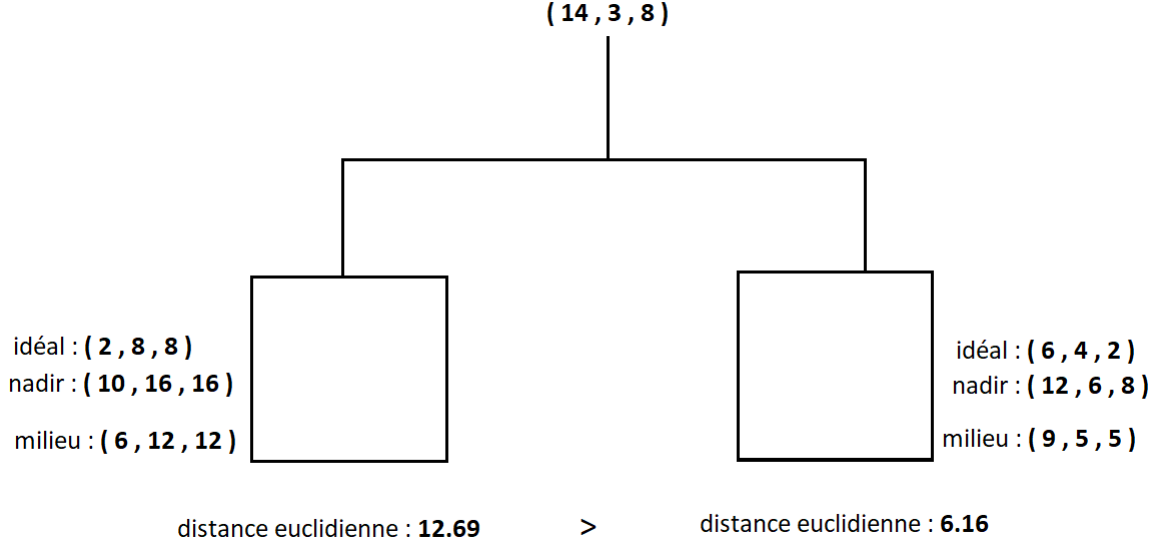 ( 14 , 3 , 8 )
idéal : ( 2 , 8 , 8 )
nadir : ( 10 , 16 , 16 )
milieu : ( 6 , 12 , 12 )
idéal : ( 6 , 4 , 2 )
nadir : ( 12 , 6 , 8 )
milieu : ( 9 , 5 , 5 )
distance euclidienne : 12.69 > distance euclidienne : 6.16